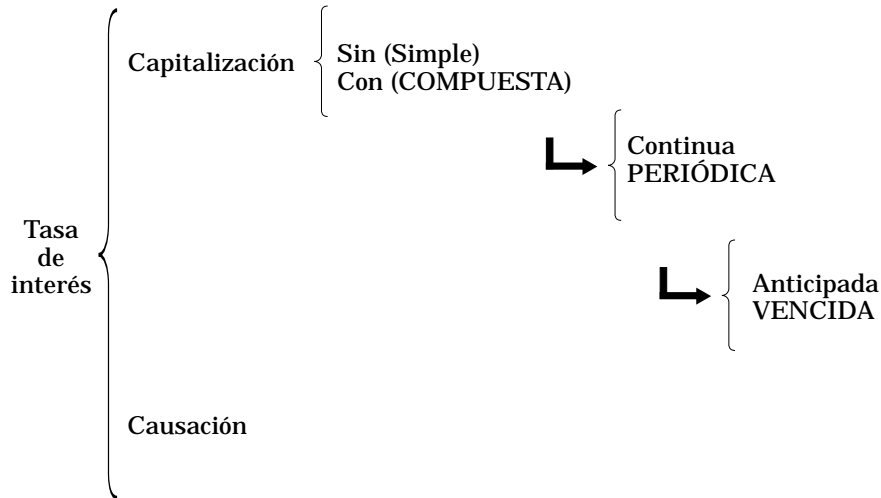 Capitalización
Sin (Simple)
Con (COMPUESTA)
Continua
PERIÓDICA
Tasa
de
interés
Anticipada
VENCIDA
Causación